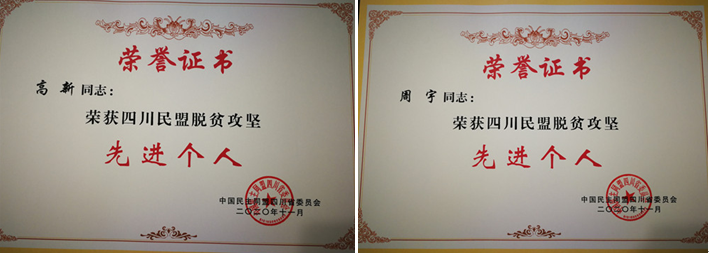 荣誉证书
高新同志：
荣获四川民盟脱贫攻坚
先进个人
中国民主同盟四川省委员会
二〇二〇年十一月
荣誉证书
周宇同志：
荣获四川民盟脱贫攻坚
先进个人
中国民主同盟四川省委员会
二〇二〇年十一月